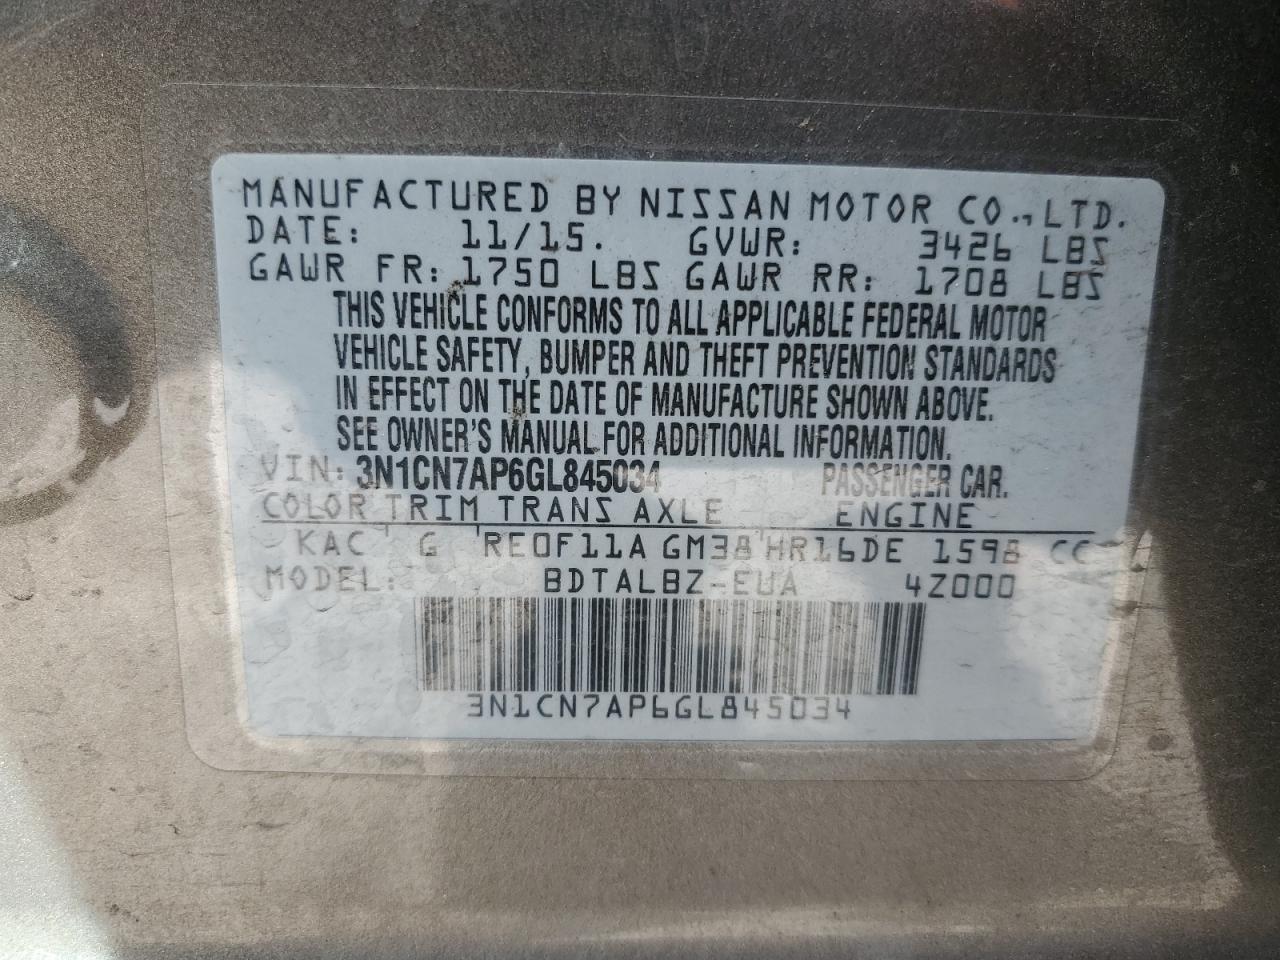 MANUFACTURED BY NISSAN MOTOR CO., LTD.
DATE: 11/15. GVWR: 3426 LBS
GAWR FR: 1750 LBS GAWR RR: 1708 LBS
THIS VEHICLE CONFORMS TO ALL APPLICABLE FEDERAL MOTOR
VEHICLE SAFETY, BUMPER AND THEFT PREVENTION STANDARDS
IN EFFECT ON THE DATE OF MANUFACTURE SHOWN ABOVE.
SEE OWNER'S MANUAL FOR ADDITIONAL INFORMATION.
VIN: 3N1CN7AP6GL845034 PASSENGER CAR.
COLOR TRIM TRANS AXLE ENGINE
KAC G RE0F11A GM38 HR16DE 1598 CC
MODEL: BDTALBZ-EUA 4Z000
3N1CN7AP6GL845034